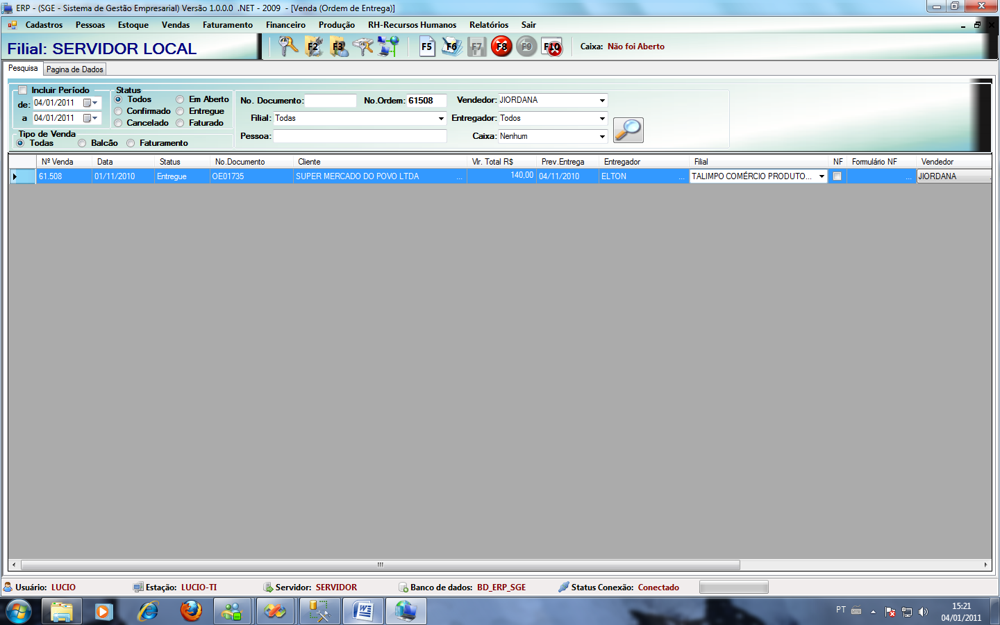 ERP - (SGE - Sistema de Gestão Empresarial) Versão 1.0.0.0 .NET - 2009 - [Venda (Ordem de Entrega)]
Cadastros Pessoas Estoque Vendas Faturamento Financeiro Produção RH-Recursos Humanos Relatórios Sair
Filial: SERVIDOR LOCAL F2 F3 F5 F6 F7 F8 F9 F10 Caixa: Não foi Aberto
Pesquisa Pagina de Dados
Incluir Período Status
de: 04/01/2011 Todos Em Aberto No. Documento: No.Ordem: 61508 Vendedor: JIORDANA
Confirmado Entregue
a 04/01/2011 Cancelado Faturado Filial: Todas Entregador: Todos
Tipo de Venda
Todas Balcão Faturamento Pessoa: Caixa: Nenhum
Nº Venda Data Status No.Documento Cliente Vlr. Total R$ Prev.Entrega Entregador Filial NF Formulário NF Vendedor
61.508 01/11/2010 Entregue OE01735 SUPER MERCADO DO POVO LTDA ... 140,00 04/11/2010 ELTON ... TALIMPO COMÉRCIO PRODUTO... ... JIORDANA
Usuário: LUCIO Estação: LUCIO-TI Servidor: SERVIDOR Banco de dados: BD_ERP_SGE Status Conexão: Conectado
PT 15:21
04/01/2011